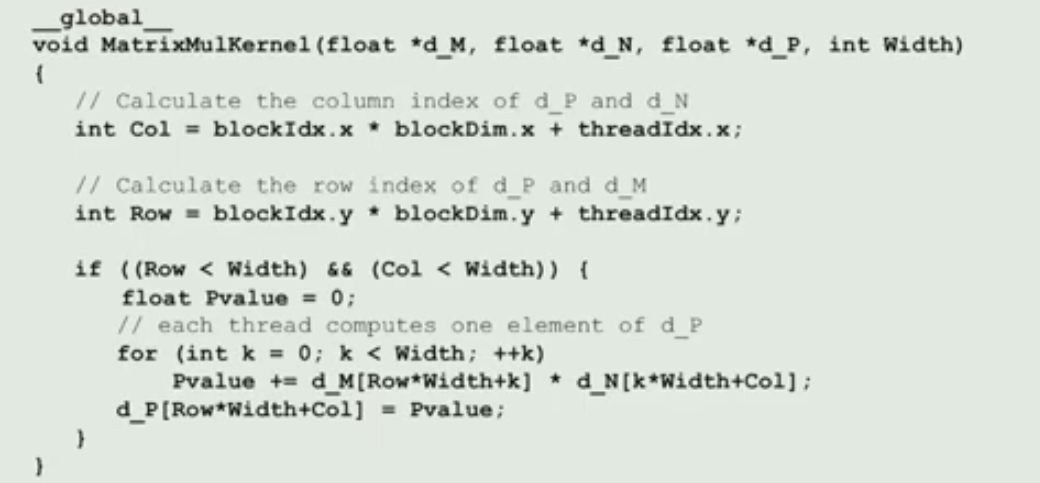 __global__
void MatrixMulKernel(float *d_M, float *d_N, float *d_P, int Width)
{
// Calculate the column index of d_P and d_N
int Col = blockIdx.x * blockDim.x + threadIdx.x;
// Calculate the row index of d_P and d_M
int Row = blockIdx.y * blockDim.y + threadIdx.y;
if ((Row < Width) && (Col < Width)) {
float Pvalue = 0;
// each thread computes one element of d_P
for (int k = 0; k < Width; ++k)
Pvalue += d_M[Row*Width+k] * d_N[k*Width+Col];
d_P[Row*Width+Col] = Pvalue;
}
}